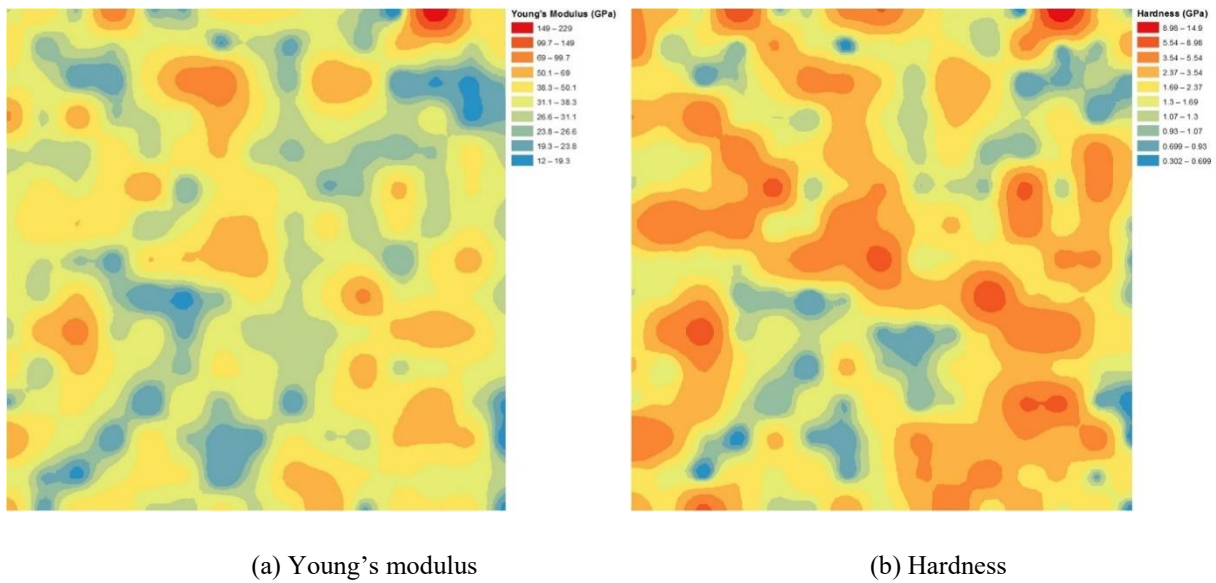 Young's Modulus (GPa)
149 – 229
99.7 – 149
69 – 99.7
50.1 – 69
38.3 – 50.1
31.1 – 38.3
26.6 – 31.1
23.8 – 26.6
19.3 – 23.8
12 – 19.3
Hardness (GPa)
8.96 – 14.9
5.54 – 8.96
3.54 – 5.54
2.37 – 3.54
1.69 – 2.37
1.3 – 1.69
1.07 – 1.3
0.93 – 1.07
0.699 – 0.93
0.302 – 0.699
(a) Young’s modulus
(b) Hardness